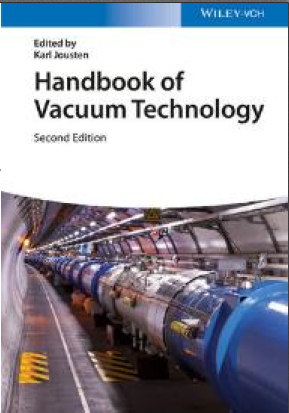 WILEY-VCH
Edited by
Karl Jousten
Handbook of
Vacuum Technology
Second Edition